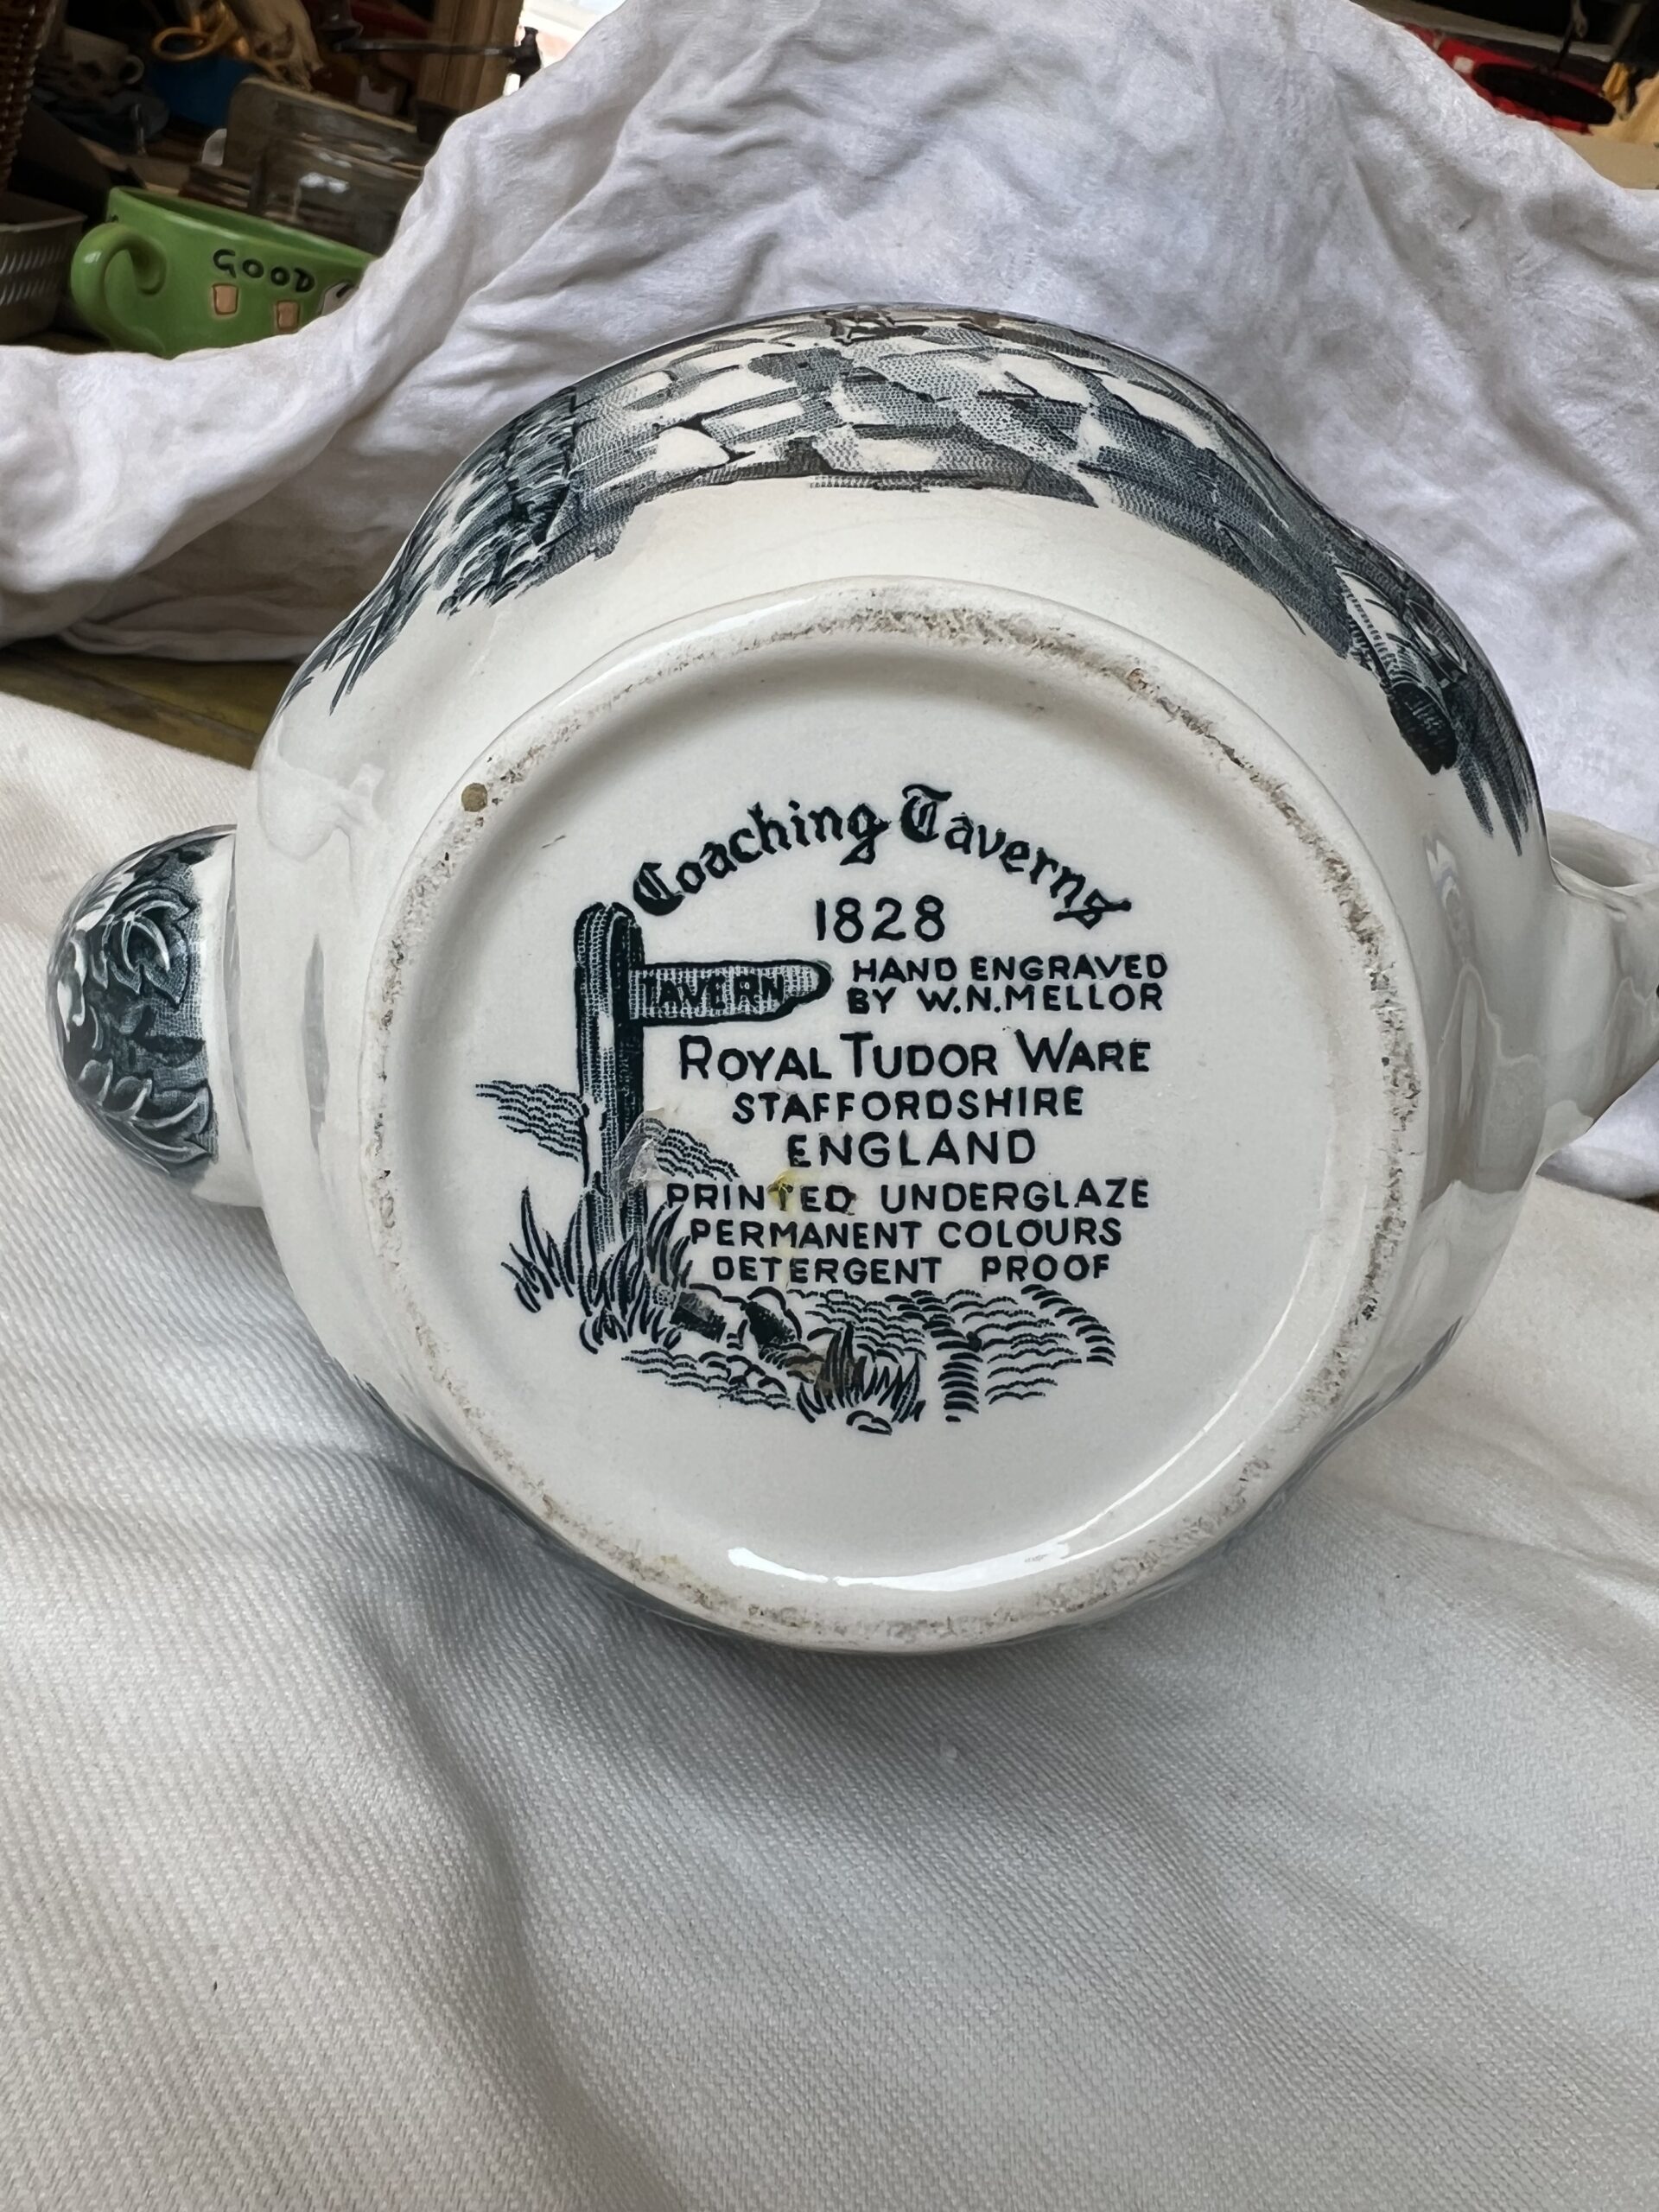 GOOD
Coaching Taverns
1828
TAVERN
HAND ENGRAVED
BY W.N.MELLOR
ROYAL TUDOR WARE
STAFFORDSHIRE
ENGLAND
PRINTED UNDERGLAZE
PERMANENT COLOURS
DETERGENT PROOF